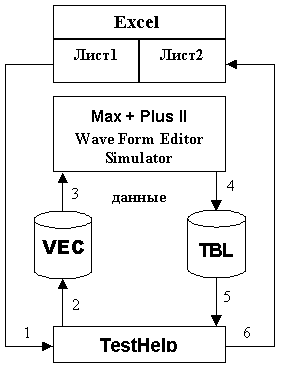 Excel
Лист1 Лист2
Max + Plus II
Wave Form Editor
Simulator
3 данные 4
VEC TBL
2 5
1 6
TestHelp